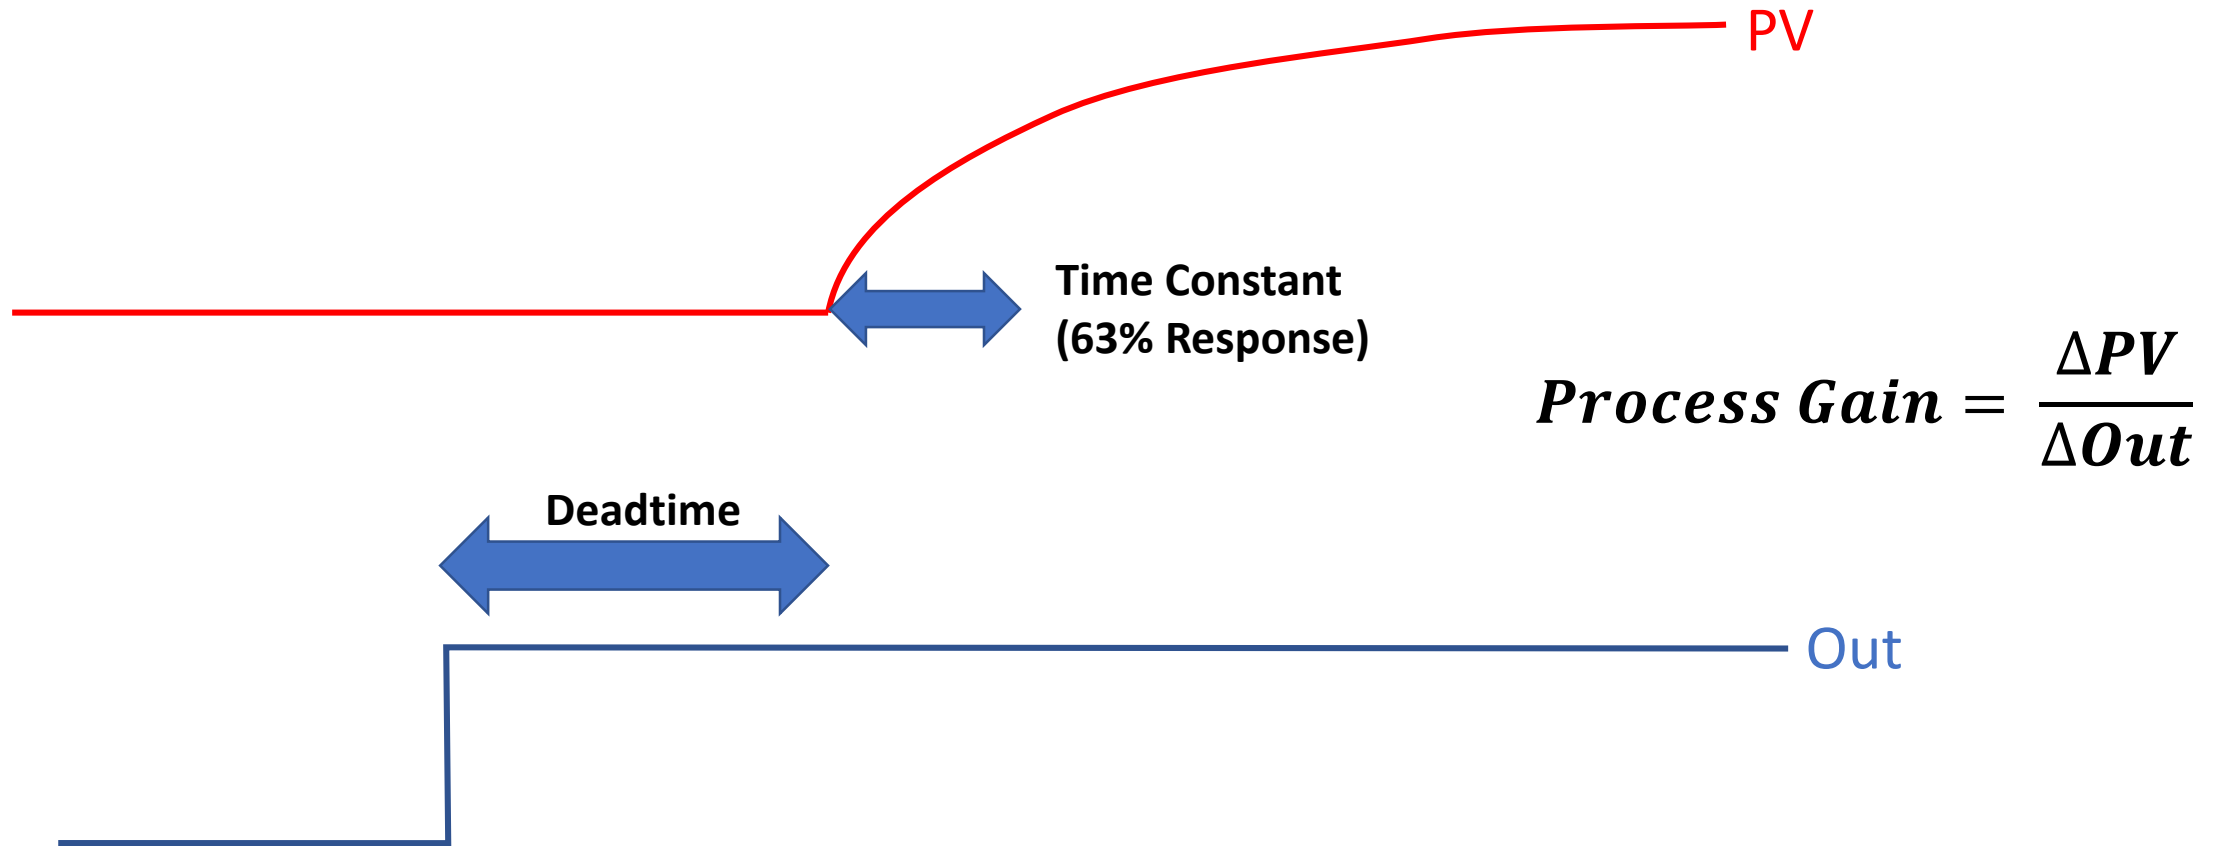 PV
Time Constant
(63% Response)
Process Gain = ΔPV / ΔOut
Deadtime
Out